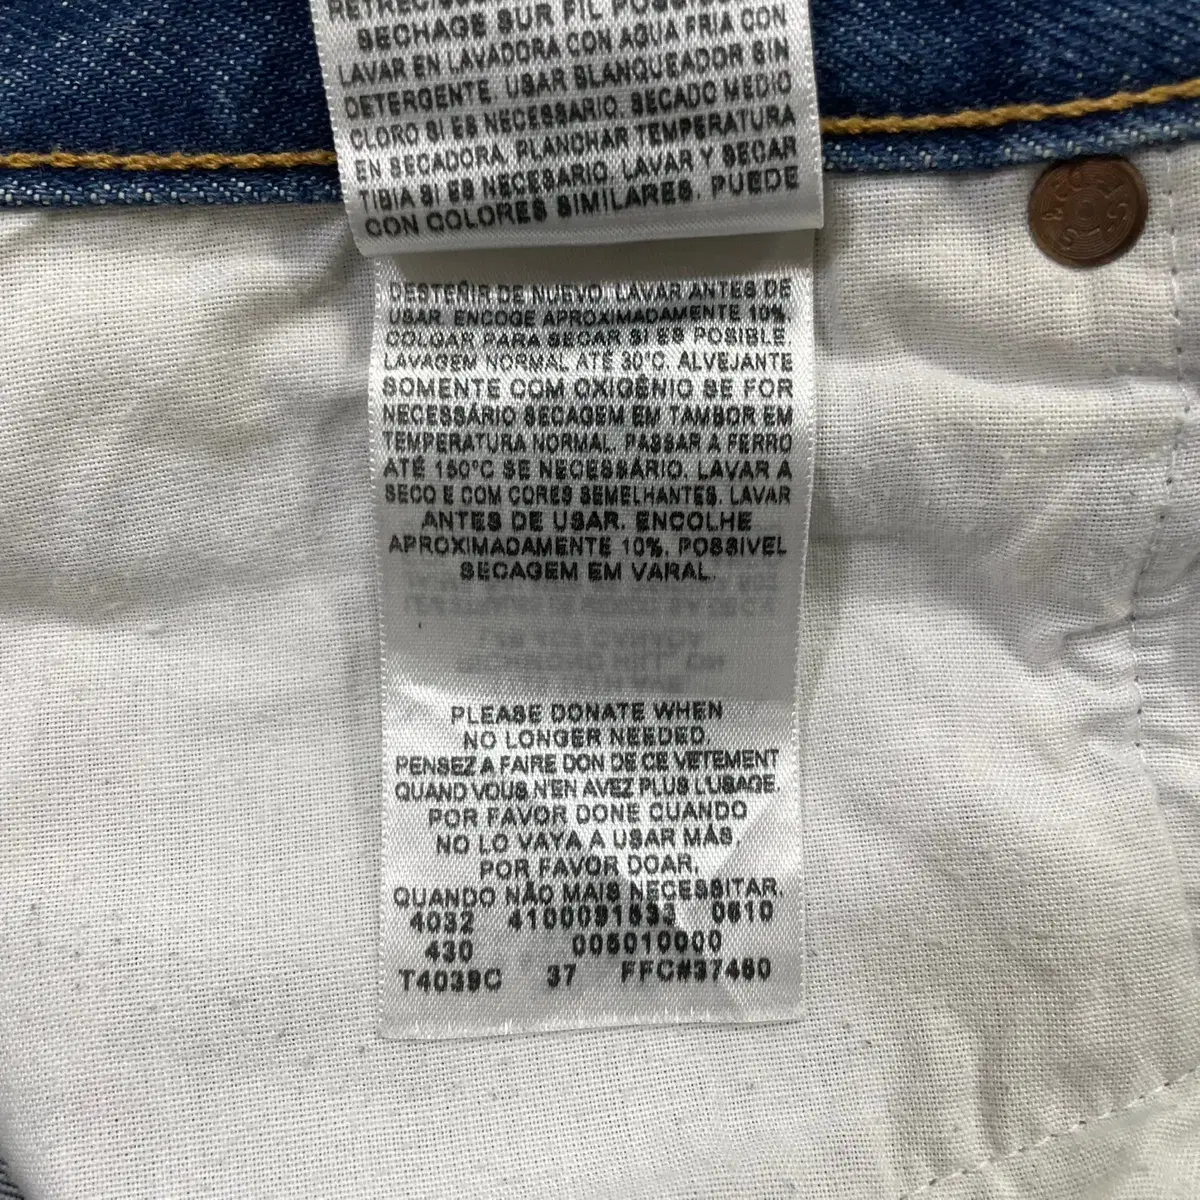 SECHAGE SUR FIL
LAVAR EN LAVADORA CON AGUA FRIA CON
DETERGENTE. USAR BLANQUEADOR SIN
CLORO SI ES NECESSARIO. SECADO MEDIO
EN SECADORA. PLANCHAR TEMPERATURA
TIBIA SI ES NECESARIO. LAVAR Y SECAR
CON COLORES SIMILARES. PUEDE
DESTEÑIR DE NUEVO. LAVAR ANTES DE
USAR. ENCOGE APROXIMADAMENTE 10%
COLGAR PARA SECAR SI ES POSIBLE.
LAVAGEM NORMAL ATÉ 30°C. ALVEJANTE
SOMENTE COM OXIGÊNIO SE FOR
NECESSÁRIO SECAGEM EM TAMBOR EM
TEMPERATURA NORMAL. PASSAR A FERRO
ATÉ 150°C SE NECESSÁRIO. LAVAR A
SECO E COM CORES SEMELHANTES. LAVAR
ANTES DE USAR. ENCOLHE
APROXIMADAMENTE 10%. POSSIVEL
SECAGEM EM VARAL.
PLEASE DONATE WHEN
NO LONGER NEEDED.
PENSEZ A FAIRE DON DE CE VETEMENT
QUAND VOUS N'EN AVEZ PLUS L'USAGE.
POR FAVOR DONE CUANDO
NO LO VAYA A USAR MÁS.
POR FAVOR DOAR,
QUANDO NÃO MAIS NECESSITAR.
4032 4100091533 0610
430 005010000
T4039C 37 FFC#37460